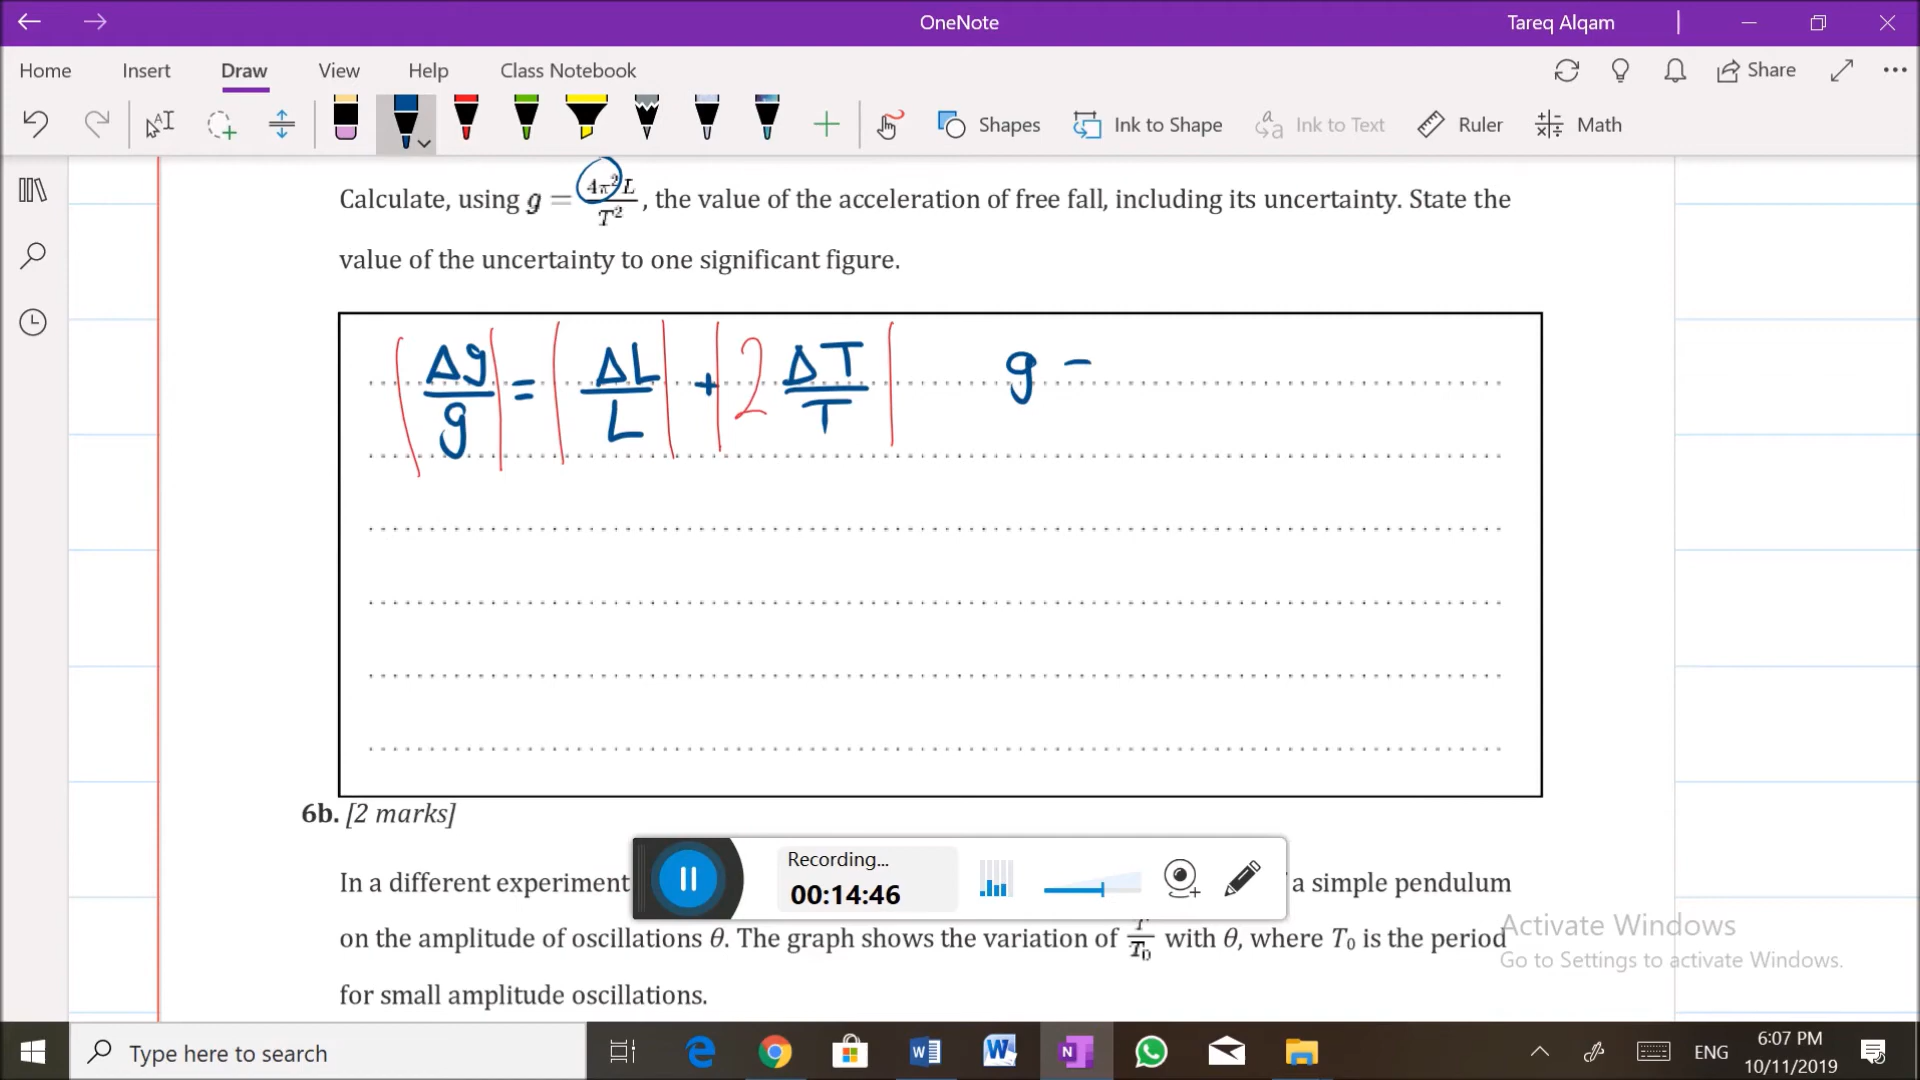 OneNote
Tareq Alqam
Home Insert Draw View Help Class Notebook
Share
Shapes Ink to Shape Ink to Text Ruler Math
Calculate, using g = 4π²L / T², the value of the acceleration of free fall, including its uncertainty. State the
value of the uncertainty to one significant figure.
|Δg/g| = |ΔL/L| + |2 ΔT/T| g -
6b. [2 marks]
Recording...
00:14:46
In a different experiment a simple pendulum
on the amplitude of oscillations θ. The graph shows the variation of T/T₀ with θ, where T₀ is the period
for small amplitude oscillations.
Activate Windows
Go to Settings to activate Windows.
Type here to search
ENG
6:07 PM
10/11/2019